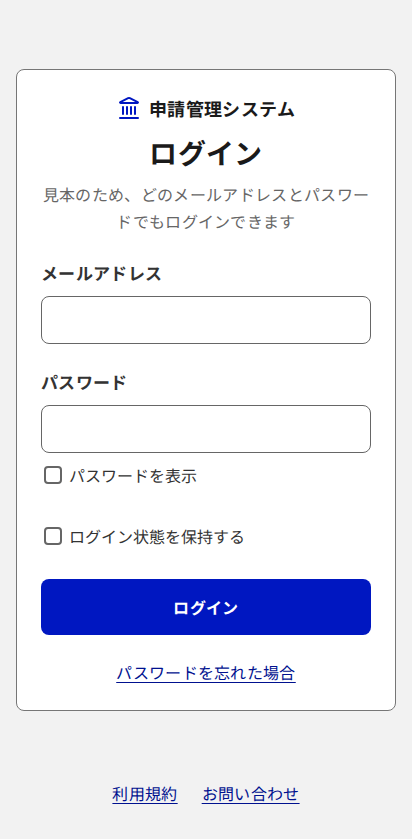 申請管理システム
ログイン
見本のため、どのメールアドレスとパスワー
ドでもログインできます
メールアドレス
パスワード
パスワードを表示
ログイン状態を保持する
ログイン
パスワードを忘れた場合
利用規約 お問い合わせ